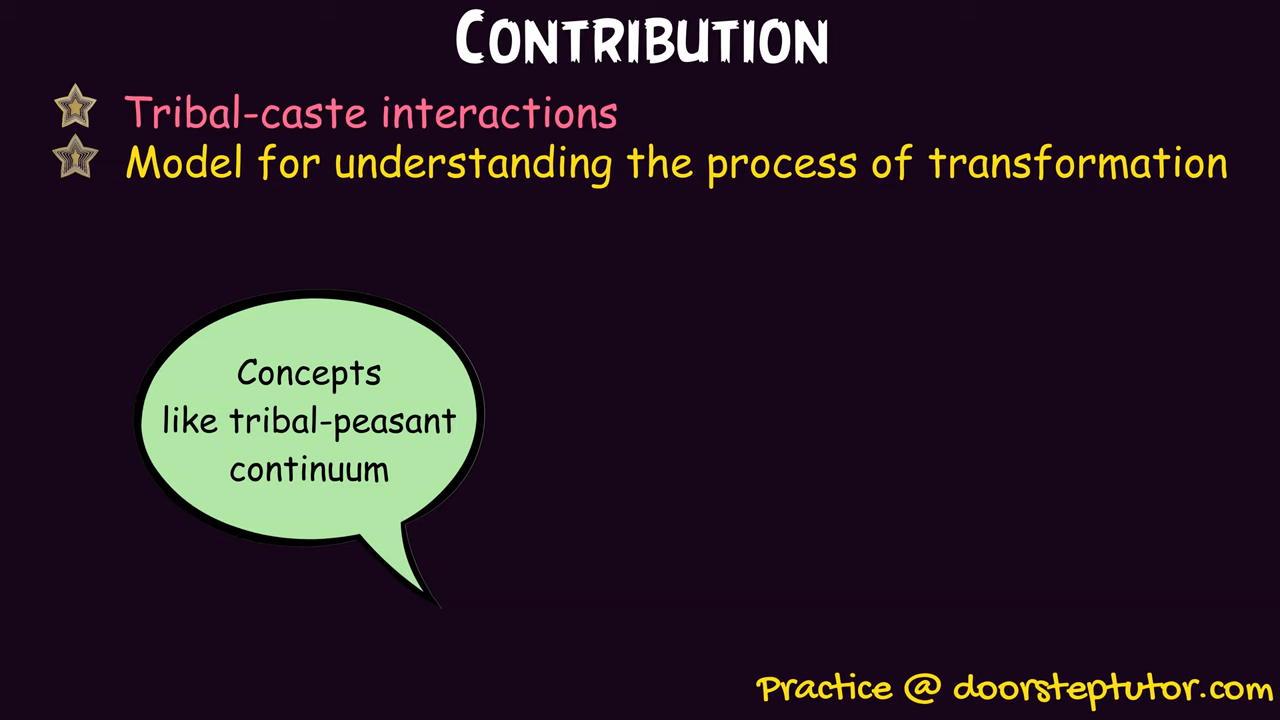 CONTRIBUTION
Tribal-caste interactions
Model for understanding the process of transformation
Concepts
like tribal-peasant
continuum
Practice @ doorsteptutor.com